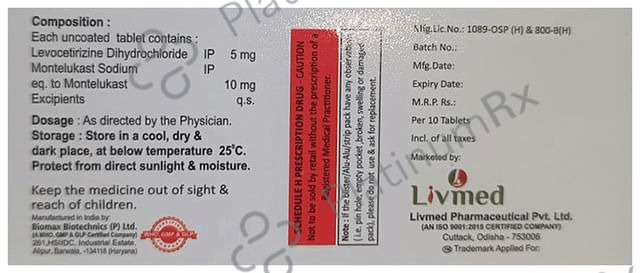 Composition :
Each uncoated tablet contains :
Levocetirizine Dihydrochloride IP 5 mg
Montelukast Sodium IP
eq. to Montelukast 10 mg
Excipients q.s.
Dosage : As directed by the Physician.
Storage : Store in a cool, dry &
dark place, at below temperature 25°C.
Protect from direct sunlight & moisture.
Keep the medicine out of sight &
reach of children.
Manufactured in India by:
Biomax Biotechnics (P) Ltd.
(A WHO, GMP & GLP Certified Company)
261, HSIIDC, Industrial Estate,
Alipur, Barwala, -134118 (Haryana)
WHO, GMP & GLP
SCHEDULE H PRESCRIPTION DRUG - CAUTION
Not to be sold by retail without the prescription of a
Registered Medical Practitioner.
Note : If the blister/Alu-Alu/strip pack have any observation
( i.e. pin hole, empty pocket ,broken, swelling or damaged
pack), please do not use & ask for replacement.
Mfg.Lic.No.: 1089-OSP (H) & 800-B(H)
Batch No.:
Mfg.Date:
Expiry Date:
M.R.P. Rs.:
Per 10 Tablets
Incl. of all taxes
Marketed by:
Livmed
Livmed Pharmaceutical Pvt. Ltd.
(AN ISO 9001:2015 CERTIFIED COMPANY)
Cuttack, Odisha - 753006
Trademark Applied For:
PlatinumRx